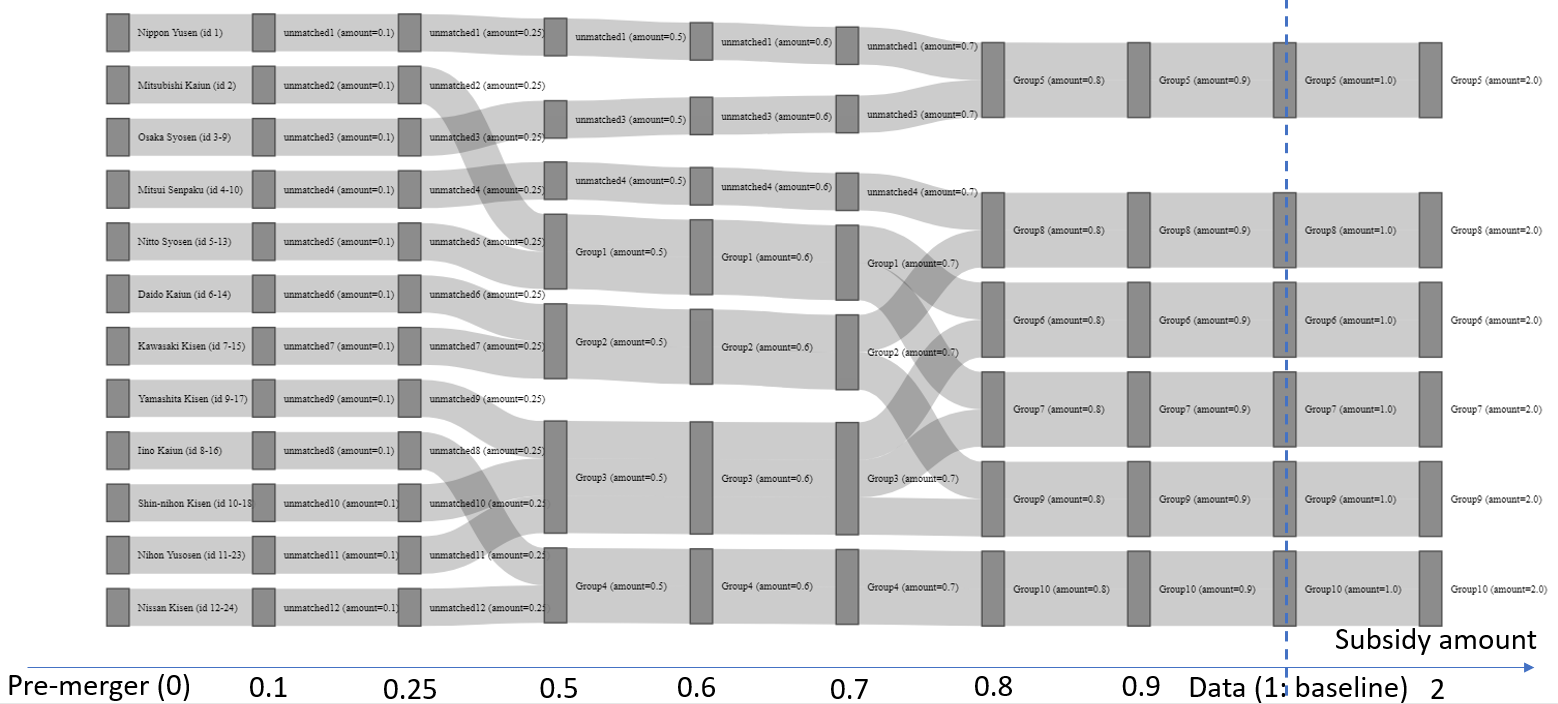 Nippon Yusen (id 1) unmatched1 (amount=0.1) unmatched1 (amount=0.25) unmatched1 (amount=0.5) unmatched1 (amount=0.6) unmatched1 (amount=0.7) Group5 (amount=0.8) Group5 (amount=0.9) Group5 (amount=1.0) Group5 (amount=2.0)
Mitsubishi Kaiun (id 2) unmatched2 (amount=0.1) unmatched2 (amount=0.25)
Osaka Syosen (id 3-9) unmatched3 (amount=0.1) unmatched3 (amount=0.25) unmatched3 (amount=0.5) unmatched3 (amount=0.6) unmatched3 (amount=0.7)
Mitsui Senpaku (id 4-10) unmatched4 (amount=0.1) unmatched4 (amount=0.25) unmatched4 (amount=0.5) unmatched4 (amount=0.6) unmatched4 (amount=0.7) Group8 (amount=0.8) Group8 (amount=0.9) Group8 (amount=1.0) Group8 (amount=2.0)
Nitto Syosen (id 5-13) unmatched5 (amount=0.1) unmatched5 (amount=0.25) Group1 (amount=0.5) Group1 (amount=0.6) Group1 (amount=0.7)
Daido Kaiun (id 6-14) unmatched6 (amount=0.1) unmatched6 (amount=0.25) Group6 (amount=0.8) Group6 (amount=0.9) Group6 (amount=1.0) Group6 (amount=2.0)
Kawasaki Kisen (id 7-15) unmatched7 (amount=0.1) unmatched7 (amount=0.25) Group2 (amount=0.5) Group2 (amount=0.6) Group2 (amount=0.7)
Yamashita Kisen (id 9-17) unmatched9 (amount=0.1) unmatched9 (amount=0.25) Group7 (amount=0.8) Group7 (amount=0.9) Group7 (amount=1.0) Group7 (amount=2.0)
Iino Kaiun (id 8-16) unmatched8 (amount=0.1) unmatched8 (amount=0.25) Group3 (amount=0.5) Group3 (amount=0.6) Group3 (amount=0.7)
Shin-nihon Kisen (id 10-18 unmatched10 (amount=0.1) unmatched10 (amount=0.25) Group9 (amount=0.8) Group9 (amount=0.9) Group9 (amount=1.0) Group9 (amount=2.0)
Nihon Yusosen (id 11-23) unmatched11 (amount=0.1) unmatched11 (amount=0.25)
Nissan Kisen (id 12-24) unmatched12 (amount=0.1) unmatched12 (amount=0.25) Group4 (amount=0.5) Group4 (amount=0.6) Group4 (amount=0.7) Group10 (amount=0.8) Group10 (amount=0.9) Group10 (amount=1.0) Group10 (amount=2.0)
Subsidy amount
Pre-merger (0) 0.1 0.25 0.5 0.6 0.7 0.8 0.9 Data (1: baseline) 2